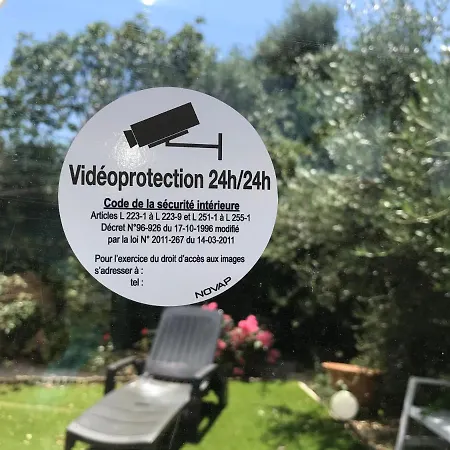 Vidéoprotection 24h/24h
Code de la sécurité intérieure
Articles L 223-1 à L 223-9 et L 251-1 à L 255-1
Décret N°96-926 du 17-10-1996 modifié
par la loi N° 2011-267 du 14-03-2011
Pour l'exercice du droit d'accès aux images
s'adresser à :
tel :
NOVAP